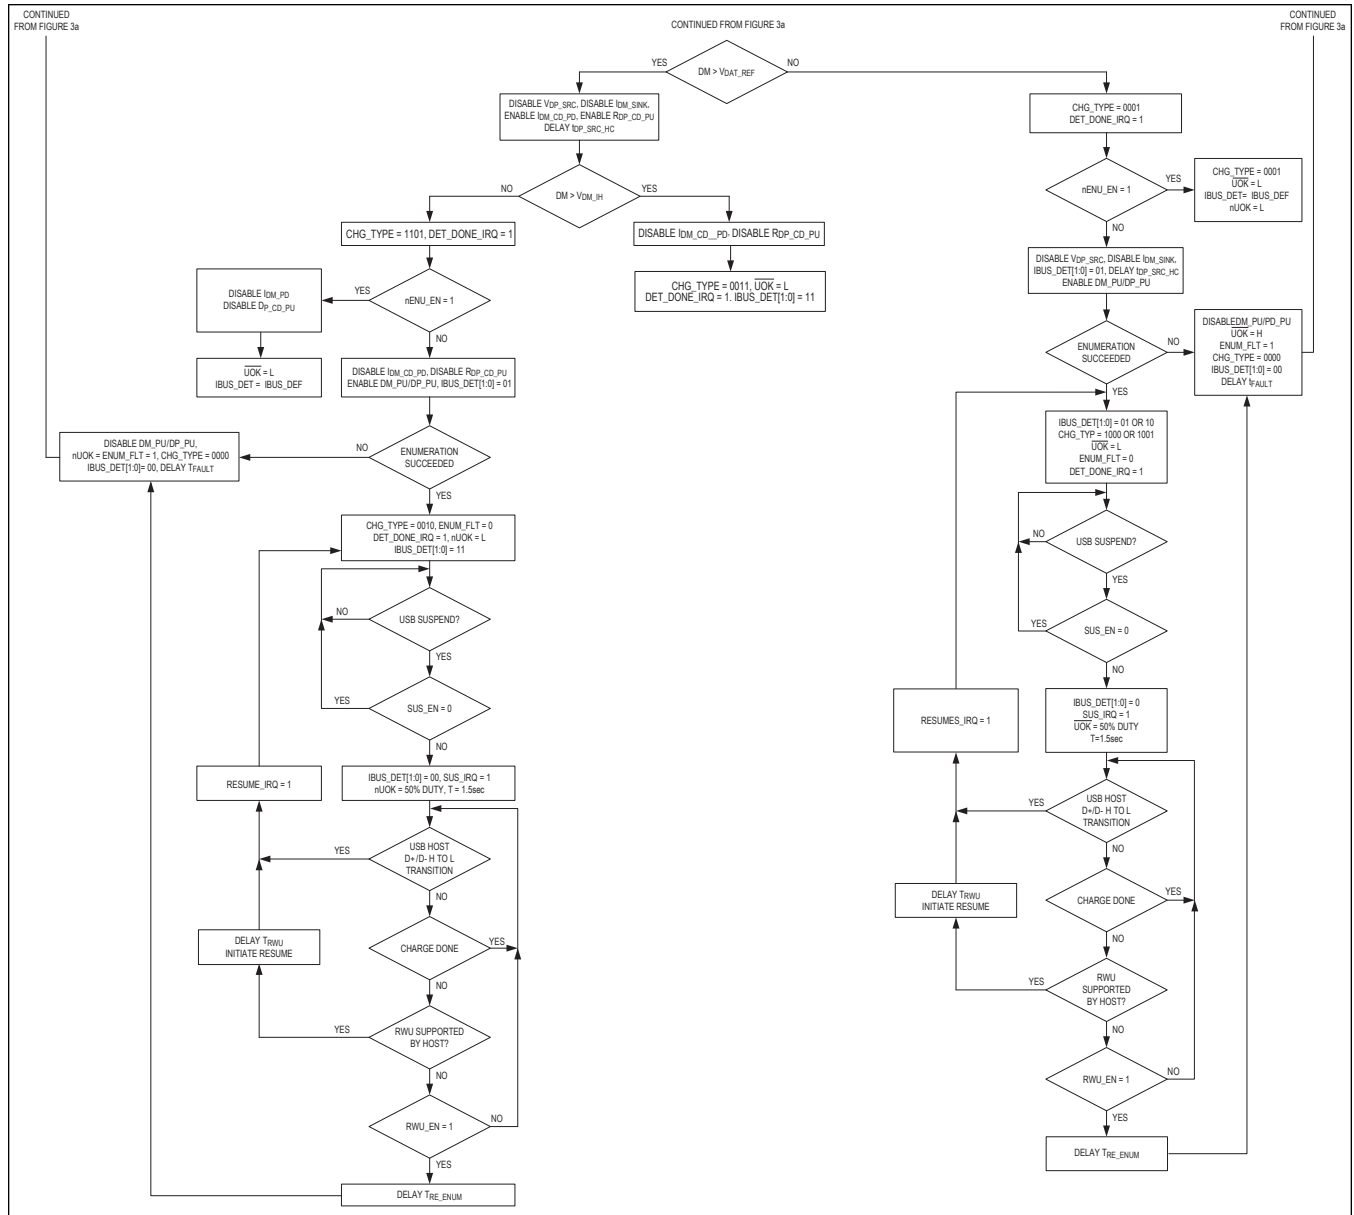 CONTINUED
FROM FIGURE 3a
CONTINUED FROM FIGURE 3a
CONTINUED
FROM FIGURE 3a
DM > VDAT_REF
YES
NO
DISABLE VDP_SRC, DISABLE IDM_SINK,
ENABLE IDM_CD_PD, ENABLE RDP_CD_PU
DELAY tDP_SRC_HC
DM > VDM_IH
NO
YES
CHG_TYPE = 1101, DET_DONE_IRQ = 1
DISABLE IDM_CD__PD, DISABLE RDP_CD_PU
CHG_TYPE = 0011, UOK = L
DET_DONE_IRQ = 1. IBUS_DET[1:0] = 11
nENU_EN = 1
YES
NO
DISABLE IDM_PD
DISABLE DP_CD_PU
UOK = L
IBUS_DET = IBUS_DEF
DISABLE IDM_CD_PD, DISABLE RDP_CD_PU
ENABLE DM_PU/DP_PU, IBUS_DET[1:0] = 01
ENUMERATION
SUCCEEDED
NO
YES
DISABLE DM_PU/DP_PU,
nUOK = ENUM_FLT = 1, CHG_TYPE = 0000
IBUS_DET[1:0]= 00, DELAY TFAULT
CHG_TYPE = 0010, ENUM_FLT = 0
DET_DONE_IRQ = 1, nUOK = L
IBUS_DET[1:0] = 11
USB SUSPEND?
NO
YES
SUS_EN = 0
YES
NO
IBUS_DET[1:0] = 00, SUS_IRQ = 1
nUOK = 50% DUTY, T = 1.5sec
RESUME_IRQ = 1
USB HOST
D+/D- H TO L
TRANSITION
YES
NO
CHARGE DONE
YES
NO
DELAY TRWU
INITIATE RESUME
RWU SUPPORTED
BY HOST?
YES
NO
RWU_EN = 1
NO
YES
DELAY TRE_ENUM
CHG_TYPE = 0001
DET_DONE_IRQ = 1
nENU_EN = 1
YES
NO
CHG_TYPE = 0001
UOK = L
IBUS_DET= IBUS_DEF
nUOK = L
DISABLE VDP_SRC, DISABLE IDM_SINK,
IBUS_DET[1:0] = 01, DELAY tDP_SRC_HC
ENABLE DM_PU/DP_PU
ENUMERATION
SUCCEEDED
NO
YES
DISABLEDM_PU/PD_PU
UOK = H
ENUM_FLT = 1
CHG_TYPE = 0000
IBUS_DET[1:0] = 00
DELAY tFAULT
IBUS_DET[1:0] = 01 OR 10
CHG_TYP = 1000 OR 1001
UOK = L
ENUM_FLT = 0
DET_DONE_IRQ = 1
USB SUSPEND?
NO
YES
SUS_EN = 0
YES
NO
IBUS_DET[1:0] = 0
SUS_IRQ = 1
UOK = 50% DUTY
T=1.5sec
RESUMES_IRQ = 1
USB HOST
D+/D- H TO L
TRANSITION
YES
NO
CHARGE DONE
YES
NO
DELAY TRWU
INITIATE RESUME
RWU
SUPPORTED
BY HOST?
YES
NO
RWU_EN = 1
NO
YES
DELAY TRE_ENUM